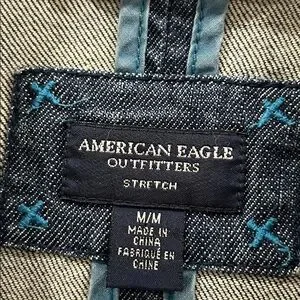 AMERICAN EAGLE
OUTFITTERS
STRETCH
M/M
MADE IN
CHINA
FABRIQUÉ EN
CHINE